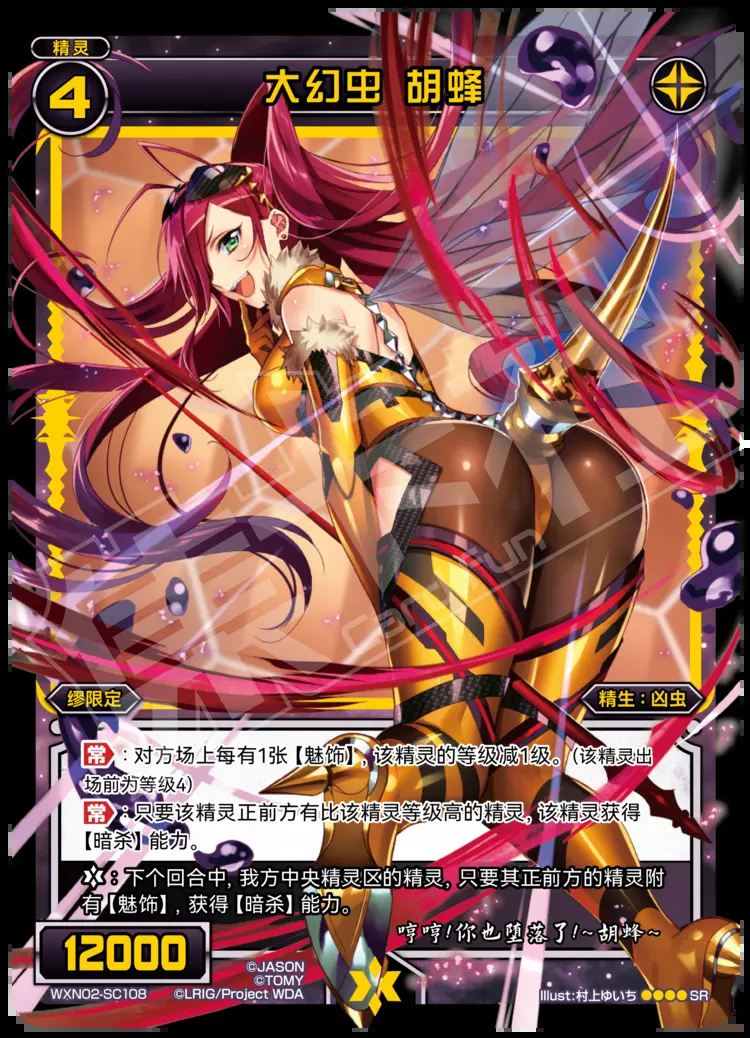 精灵
4
大幻虫 胡蜂
缪限定
精生：凶虫
常：对方场上每有1张【魅饰】，该精灵的等级减1级。（该精灵出
场前为等级4）
常：只要该精灵正前方有比该精灵等级高的精灵，该精灵获得
【暗杀】能力。
：下个回合中，我方中央精灵区的精灵，只要其正前方的精灵附
有【魅饰】，获得【暗杀】能力。
哼哼！你也堕落了！~胡蜂~
12000
©JASON
©TOMY
WXN02-SC108 ©LRIG/Project WDA
Illust:村上ゆいち SR
Card Fun